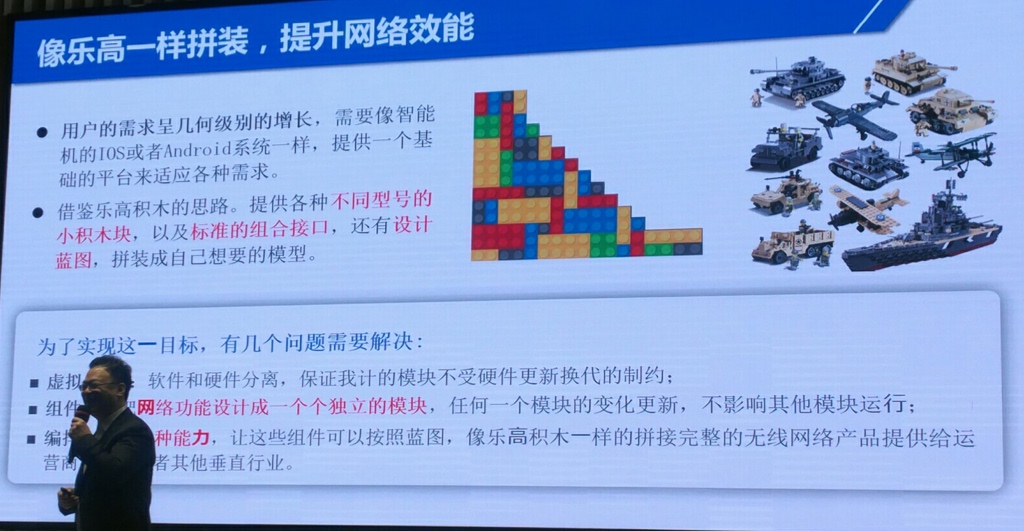 像乐高一样拼装，提升网络效能
● 用户的需求呈几何级别的增长，需要像智能
机的IOS或者Android系统一样，提供一个基
础的平台来适应各种需求。
● 借鉴乐高积木的思路。提供各种不同型号的
小积木块，以及标准的组合接口，还有设计
蓝图，拼装成自己想要的模型。
为了实现这一目标，有几个问题需要解决：
■ 虚拟 ：软件和硬件分离，保证我计的模块不受硬件更新换代的制约；
■ 组件 网络功能设计成一个个独立的模块，任何一个模块的变化更新，不影响其他模块运行；
■ 编 种能力，让这些组件可以按照蓝图，像乐高积木一样的拼接完整的无线网络产品提供给运
营商 者其他垂直行业。